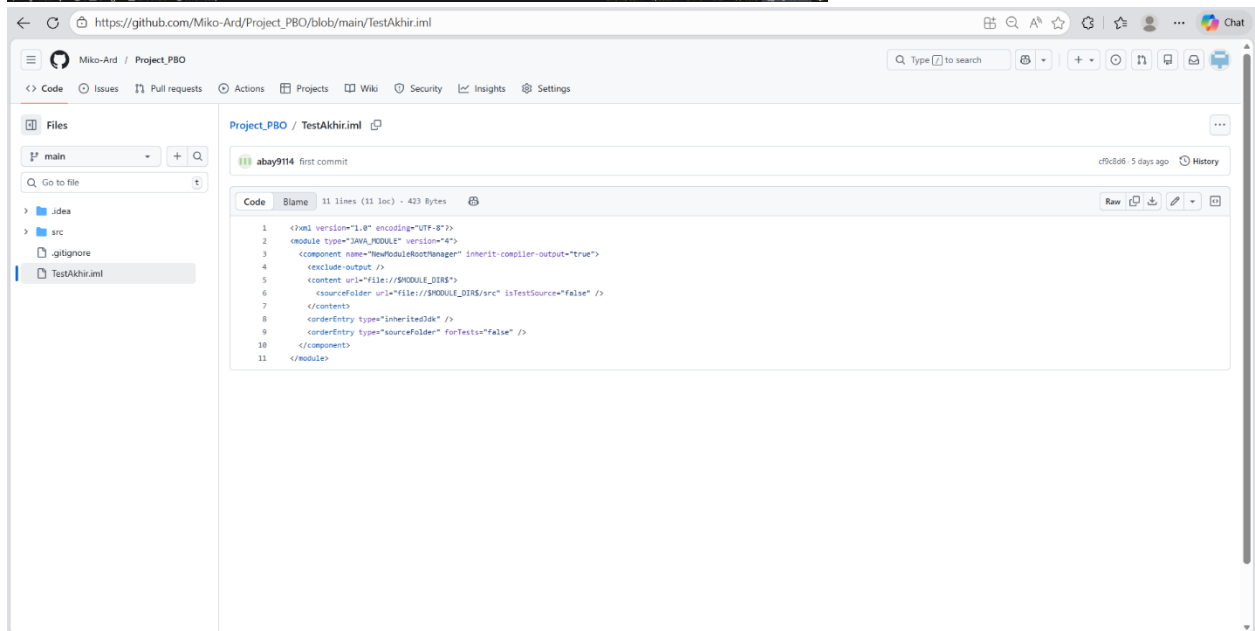 https://github.com/Miko-Ard/Project_PBO/blob/main/TestAkhir.iml
Chat
Miko-Ard / Project_PBO
Type / to search
Code Issues Pull requests Actions Projects Wiki Security Insights Settings
Files
Project_PBO / TestAkhir.iml
main
abay9114 first commit
cf9c8d6 · 5 days ago History
Go to file t
Code Blame 11 lines (11 loc) · 423 Bytes
Raw
.idea
src
.gitignore
TestAkhir.iml
1 <?xml version="1.0" encoding="UTF-8"?>
2 <module type="JAVA_MODULE" version="4">
3 <component name="NewModuleRootManager" inherit-compiler-output="true">
4 <exclude-output />
5 <content url="file://$MODULE_DIR$">
6 <sourceFolder url="file://$MODULE_DIR$/src" isTestSource="false" />
7 </content>
8 <orderEntry type="inheritedJdk" />
9 <orderEntry type="sourceFolder" forTests="false" />
10 </component>
11 </module>